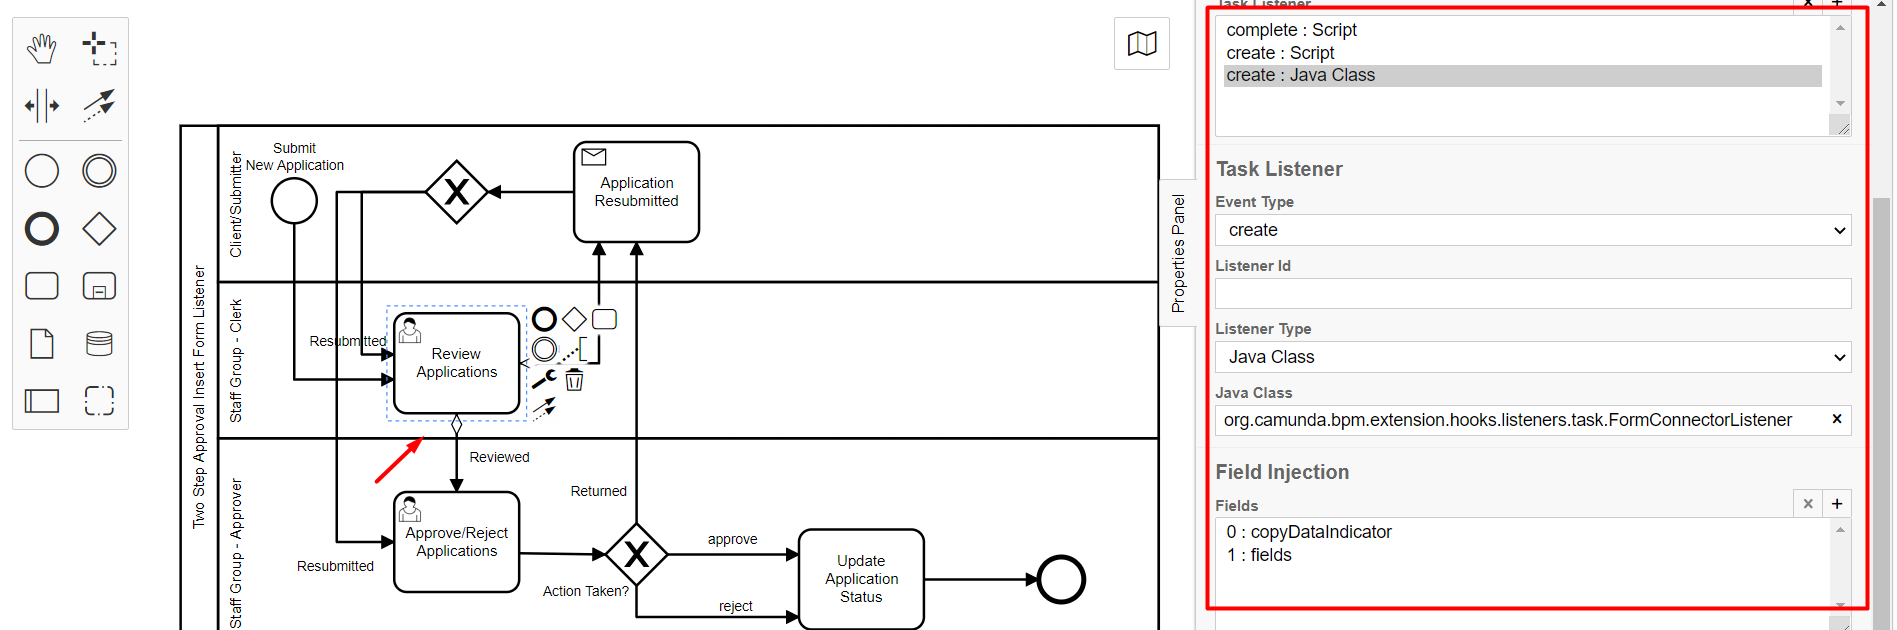 Task Listener
complete : Script
create : Script
create : Java Class
Task Listener
Event Type
create
Listener Id
Listener Type
Java Class
Java Class
org.camunda.bpm.extension.hooks.listeners.task.FormConnectorListener
Field Injection
Fields
0 : copyDataIndicator
1 : fields
Properties Panel
Two Step Approval Insert Form Listener
Client/Submitter
Submit
New Application
Application
Resubmitted
Staff Group - Clerk
Resubmitted
Review
Applications
Reviewed
Staff Group - Approver
Approve/Reject
Applications
Resubmitted
Returned
Action Taken?
approve
reject
Update
Application
Status